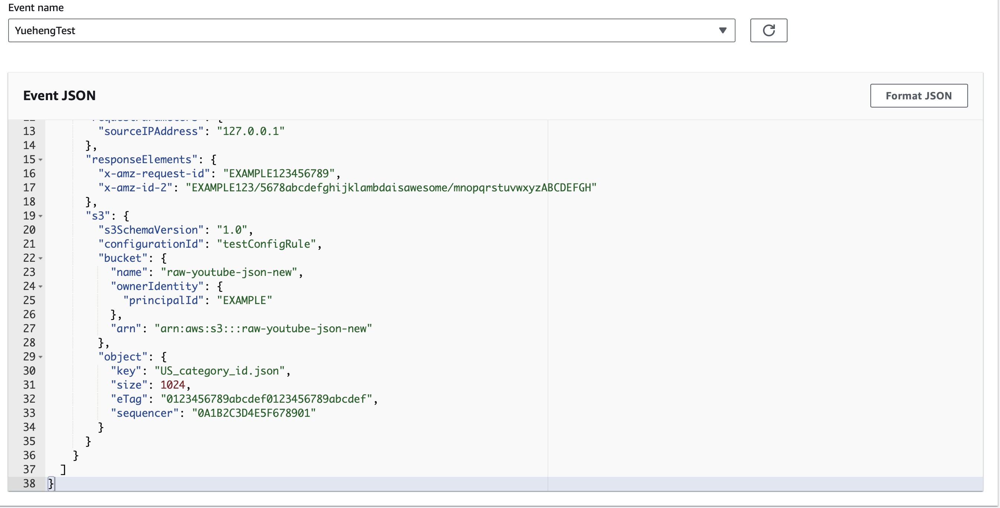 Event name
YuehengTest
Event JSON
Format JSON
13 "sourceIPAddress": "127.0.0.1"
14 },
15 "responseElements": {
16 "x-amz-request-id": "EXAMPLE123456789",
17 "x-amz-id-2": "EXAMPLE123/5678abcdefghijklambdaisawesome/mnopqrstuvwxyzABCDEFGH"
18 },
19 "s3": {
20 "s3SchemaVersion": "1.0",
21 "configurationId": "testConfigRule",
22 "bucket": {
23 "name": "raw-youtube-json-new",
24 "ownerIdentity": {
25 "principalId": "EXAMPLE"
26 },
27 "arn": "arn:aws:s3:::raw-youtube-json-new"
28 },
29 "object": {
30 "key": "US_category_id.json",
31 "size": 1024,
32 "eTag": "0123456789abcdef0123456789abcdef",
33 "sequencer": "0A1B2C3D4E5F678901"
34 }
35 }
36 }
37 ]
38 }